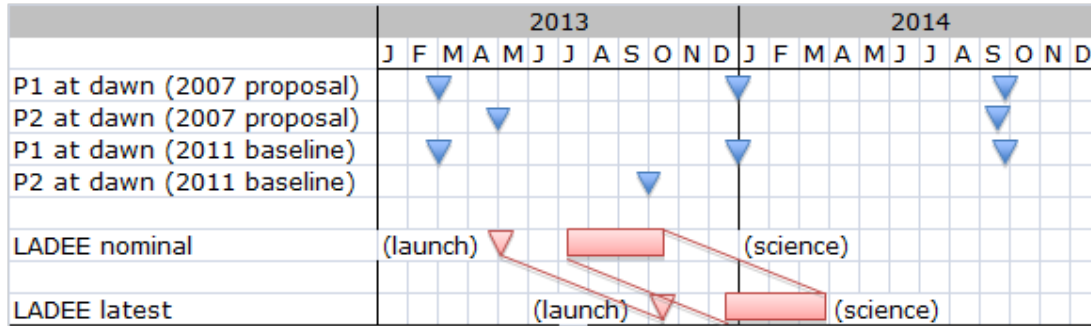 2013 2014
J F M A M J J A S O N D J F M A M J J A S O N D
P1 at dawn (2007 proposal)
P2 at dawn (2007 proposal)
P1 at dawn (2011 baseline)
P2 at dawn (2011 baseline)
LADEE nominal (launch) (science)
LADEE latest (launch) (science)